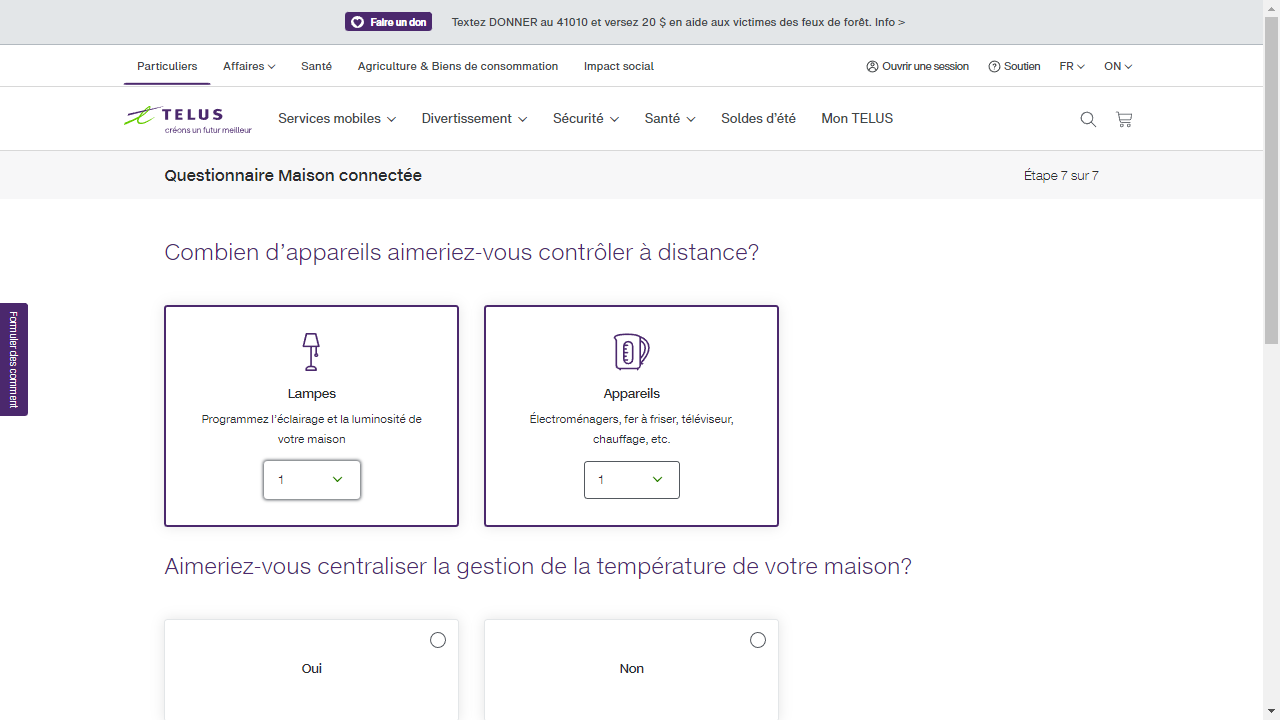 Faire un don
Textez DONNER au 41010 et versez 20 $ en aide aux victimes des feux de forêt. Info >
Particuliers
Affaires
Santé
Agriculture & Biens de consommation
Impact social
Ouvrir une session
Soutien
FR
ON
TELUS
créons un futur meilleur
Services mobiles
Divertissement
Sécurité
Santé
Soldes d’été
Mon TELUS
Questionnaire Maison connectée
Étape 7 sur 7
Combien d’appareils aimeriez-vous contrôler à distance?
Formuler des comment
Lampes
Programmez l’éclairage et la luminosité de
votre maison
1
Appareils
Électroménagers, fer à friser, téléviseur,
chauffage, etc.
1
Aimeriez-vous centraliser la gestion de la température de votre maison?
Oui
Non